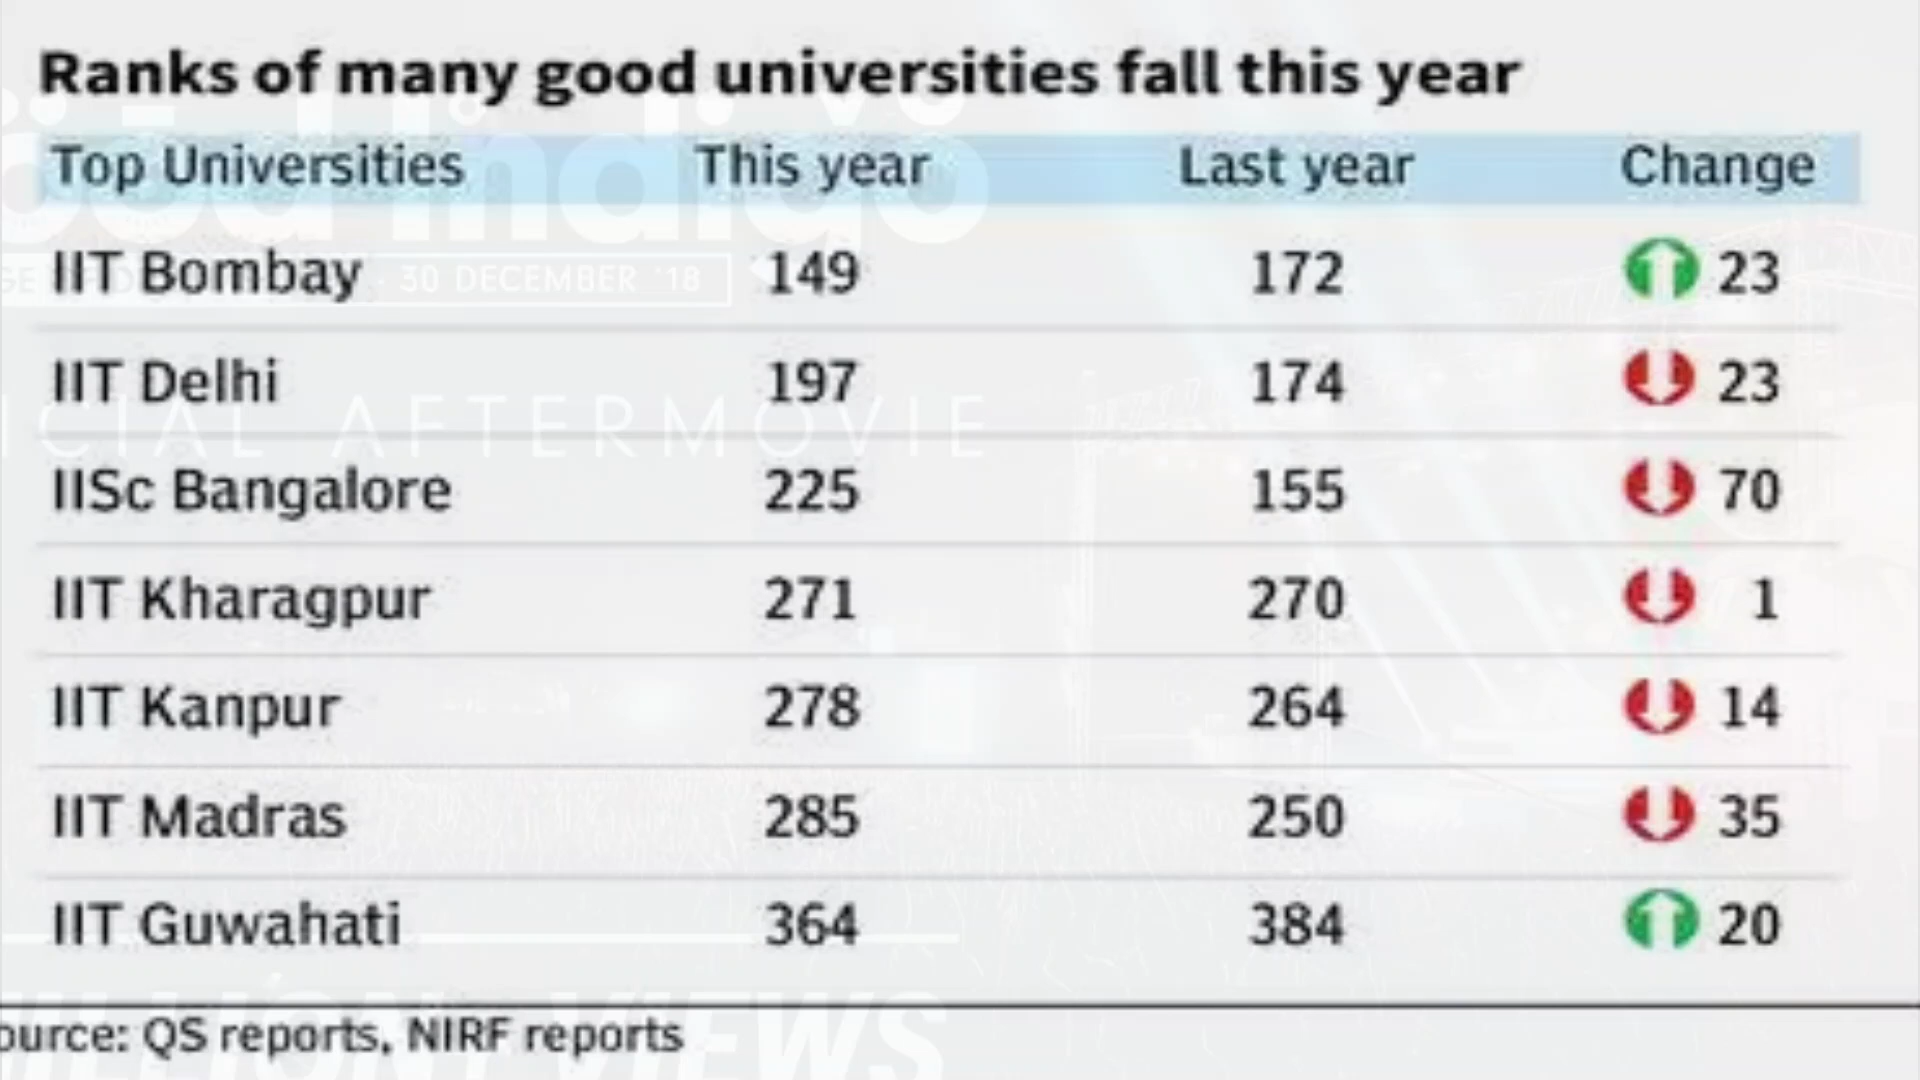 Ranks of many good universities fall this year
Top Universities This year Last year Change
IIT Bombay 149 172 23
IIT Delhi 197 174 23
IISc Bangalore 225 155 70
IIT Kharagpur 271 270 1
IIT Kanpur 278 264 14
IIT Madras 285 250 35
IIT Guwahati 364 384 20
ource: QS reports, NIRF reports
Indigo
30 DECEMBER '18
CIAL AFTERMOVIE
VIEWS